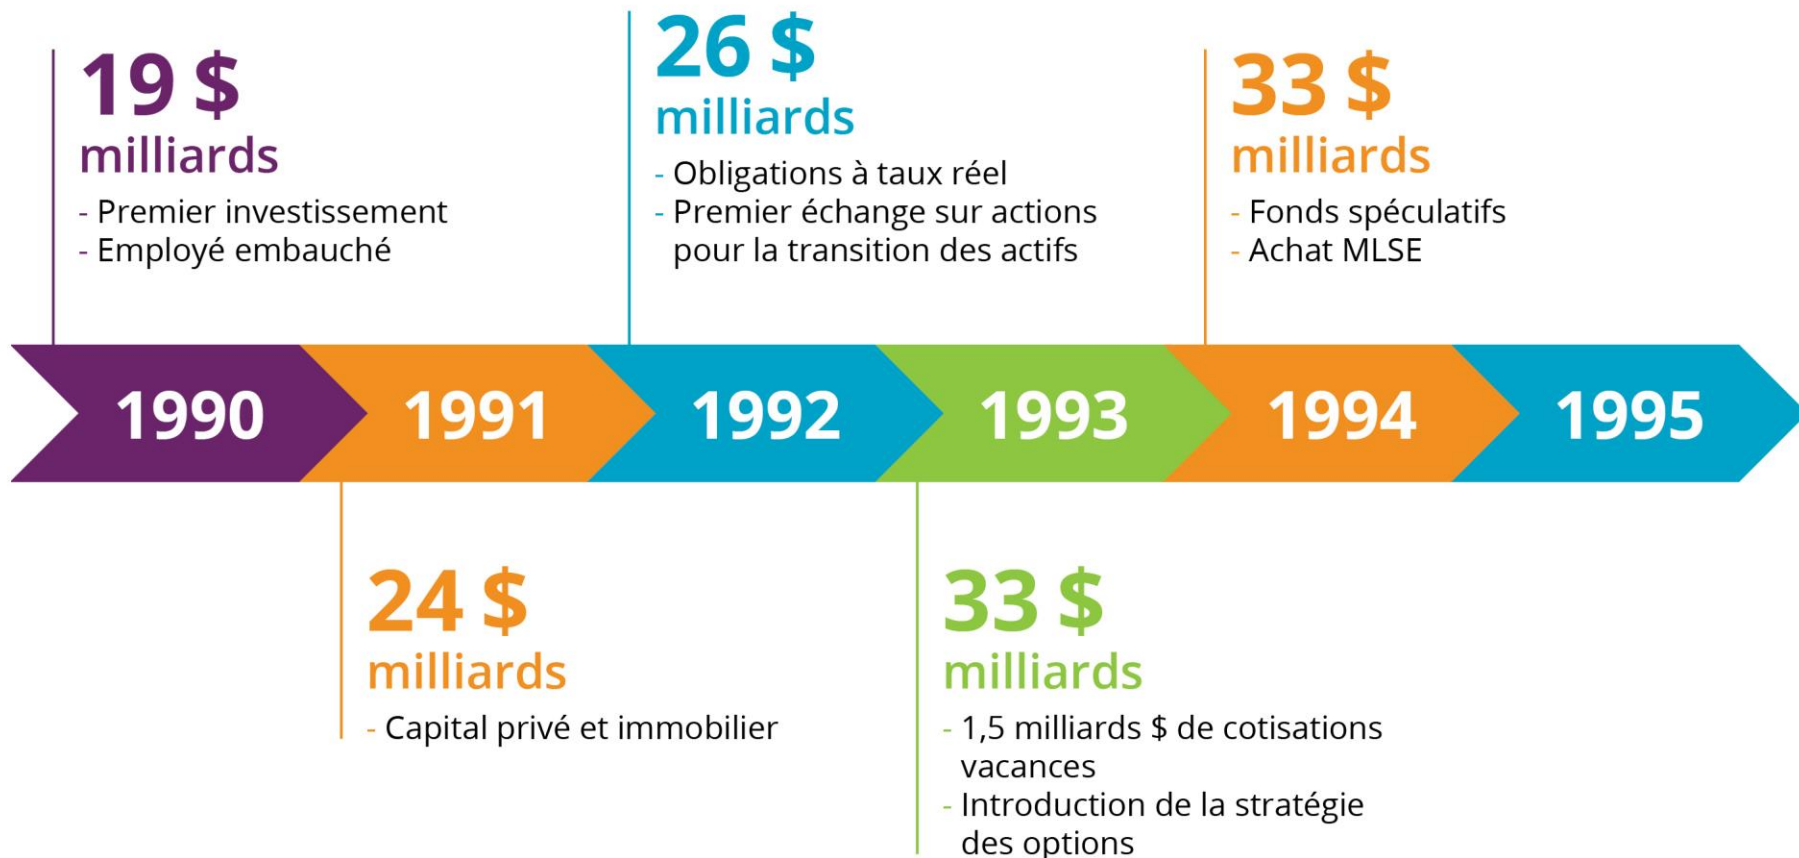 19 $
milliards
- Premier investissement
- Employé embauché
26 $
milliards
- Obligations à taux réel
- Premier échange sur actions
pour la transition des actifs
33 $
milliards
- Fonds spéculatifs
- Achat MLSE
1990
1991
1992
1993
1994
1995
24 $
milliards
- Capital privé et immobilier
33 $
milliards
- 1,5 milliards $ de cotisations
vacances
- Introduction de la stratégie
des options